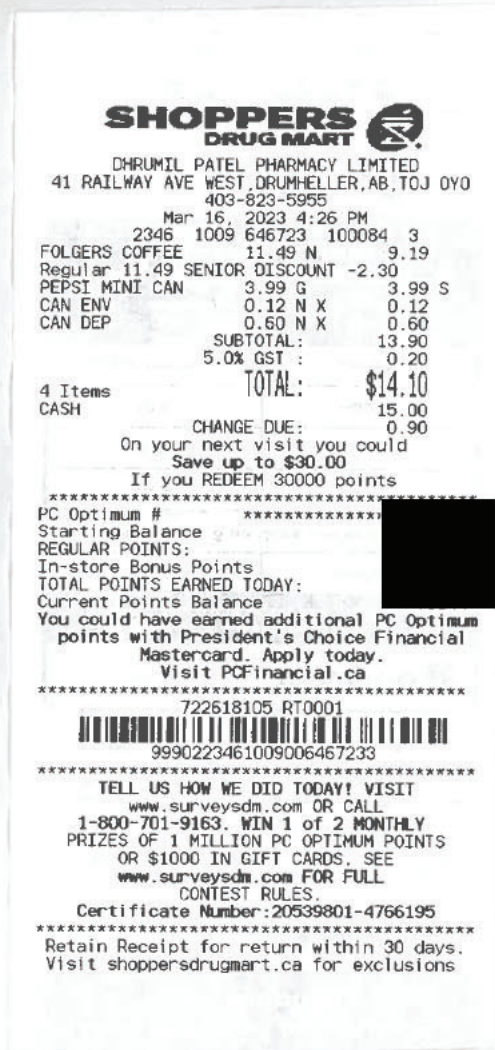 SHOPPERS
DRUG MART
DHRUMIL PATEL PHARMACY LIMITED
41 RAILWAY AVE WEST,DRUMHELLER,AB,TOJ OYO
403-823-5955
Mar 16, 2023 4:26 PM
2346 1009 646723 100084 3
FOLGERS COFFEE 11.49 N 9.19
Regular 11.49 SENIOR DISCOUNT -2.30
PEPSI MINI CAN 3.99 G 3.99 S
CAN ENV 0.12 N X 0.12
CAN DEP 0.60 N X 0.60
SUBTOTAL: 13.90
5.0% GST : 0.20
4 Items TOTAL: $14.10
CASH 15.00
CHANGE DUE: 0.90
On your next visit you could
Save up to $30.00
If you REDEEM 30000 points
******************************************
PC Optimum # ************
Starting Balance
REGULAR POINTS:
In-store Bonus Points
TOTAL POINTS EARNED TODAY:
Current Points Balance
You could have earned additional PC Optimum
points with President's Choice Financial
Mastercard. Apply today.
Visit PCFinancial.ca
******************************************
722618105 RT0001
9990223461009006467233
******************************************
TELL US HOW WE DID TODAY! VISIT
www.surveysdm.com OR CALL
1-800-701-9163. WIN 1 of 2 MONTHLY
PRIZES OF 1 MILLION PC OPTIMUM POINTS
OR $1000 IN GIFT CARDS. SEE
www.surveysdm.com FOR FULL
CONTEST RULES.
Certificate Number:20539801-4766195
******************************************
Retain Receipt for return within 30 days.
Visit shoppersdrugmart.ca for exclusions